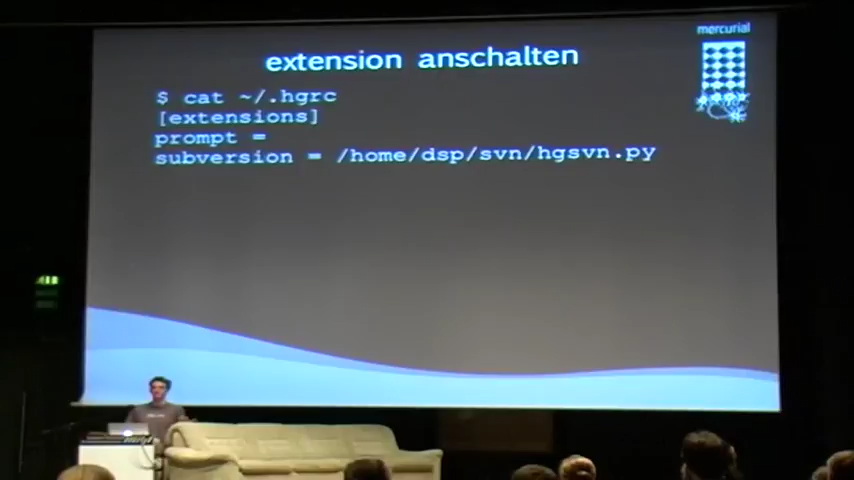 mercurial
extension anschalten
$ cat ~/.hgrc
[extensions]
prompt =
subversion = /home/dsp/svn/hgsvn.py